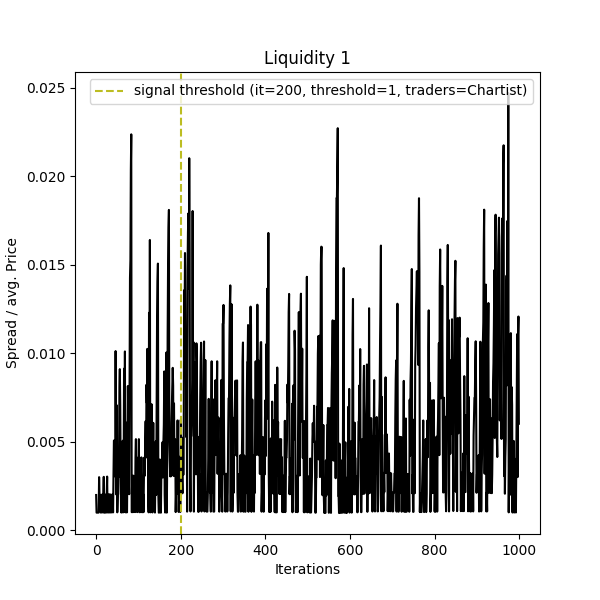 Liquidity 1
signal threshold (it=200, threshold=1, traders=Chartist)
Spread / avg. Price
0.025
0.020
0.015
0.010
0.005
0.000
0 200 400 600 800 1000
Iterations